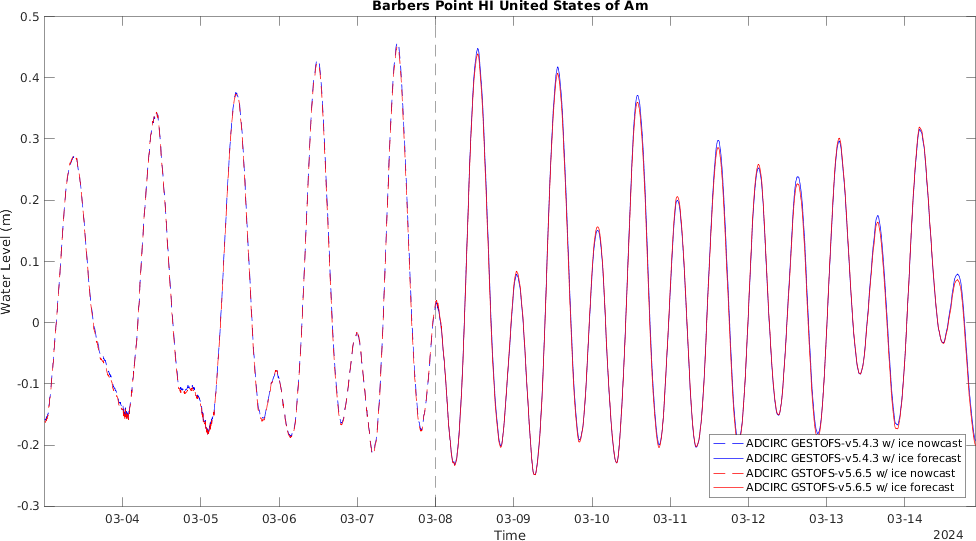 Barbers Point HI United States of Am
0.5
0.4
0.3
0.2
0.1
0
-0.1
-0.2
-0.3
Water Level (m)
ADCIRC GESTOFS-v5.4.3 w/ ice nowcast
ADCIRC GESTOFS-v5.4.3 w/ ice forecast
ADCIRC GSTOFS-v5.6.5 w/ ice nowcast
ADCIRC GSTOFS-v5.6.5 w/ ice forecast
03-04 03-05 03-06 03-07 03-08 03-09 03-10 03-11 03-12 03-13 03-14
Time
2024